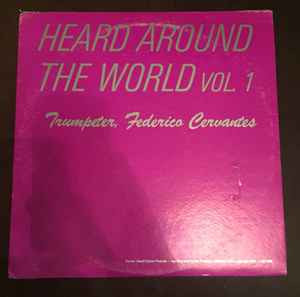 HEARD AROUND
THE WORLD VOL. 1
Trumpeter, Federico Cervantes